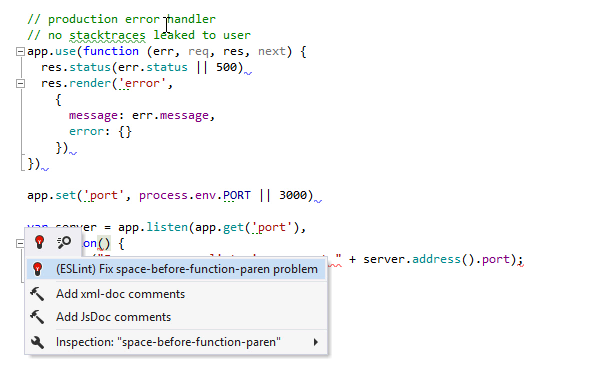 // production error handler
// no stacktraces leaked to user
app.use(function (err, req, res, next) {
res.status(err.status || 500)
res.render('error',
{
message: err.message,
error: {}
})
})
app.set('port', process.env.PORT || 3000)
var server = app.listen(app.get('port'),
on() {
" + server.address().port);
(ESLint) Fix space-before-function-paren problem
Add xml-doc comments
Add JsDoc comments
Inspection: "space-before-function-paren"